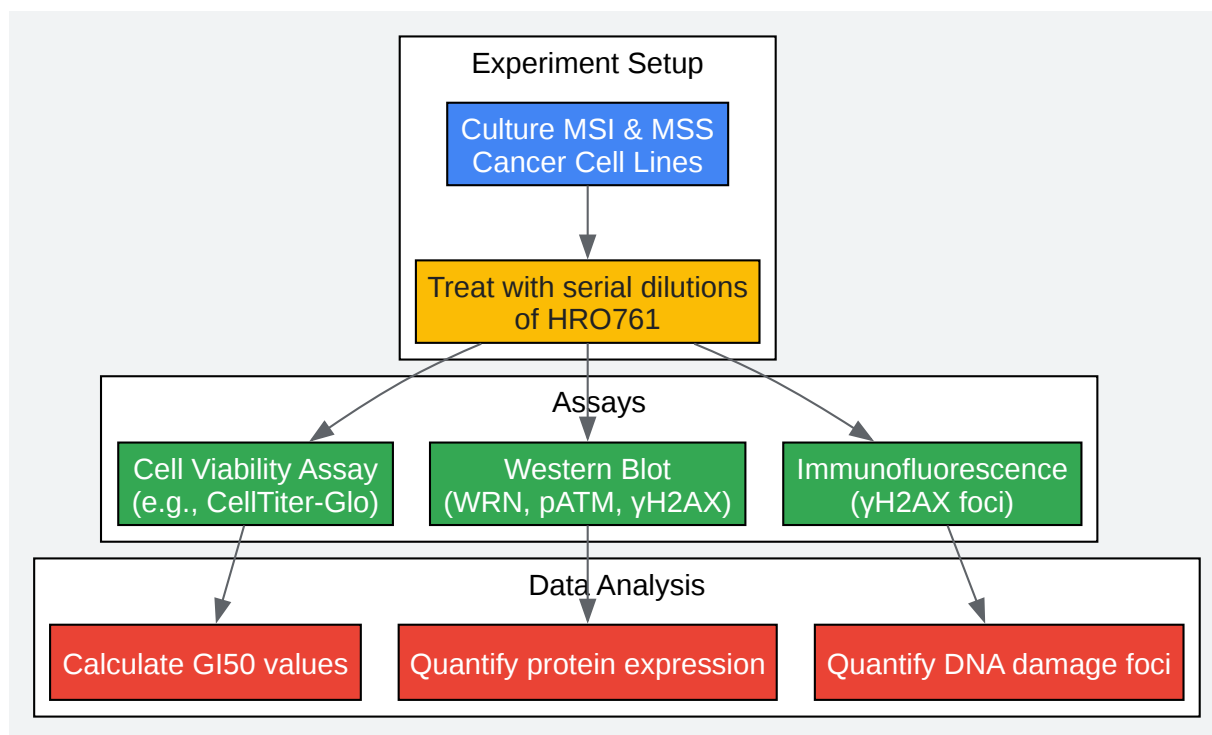 Experiment Setup
Culture MSI & MSS
Cancer Cell Lines
Treat with serial dilutions
of HRO761
Assays
Cell Viability Assay
(e.g., CellTiter-Glo)
Western Blot
(WRN, pATM, γH2AX)
Immunofluorescence
(γH2AX foci)
Data Analysis
Calculate GI50 values
Quantify protein expression
Quantify DNA damage foci